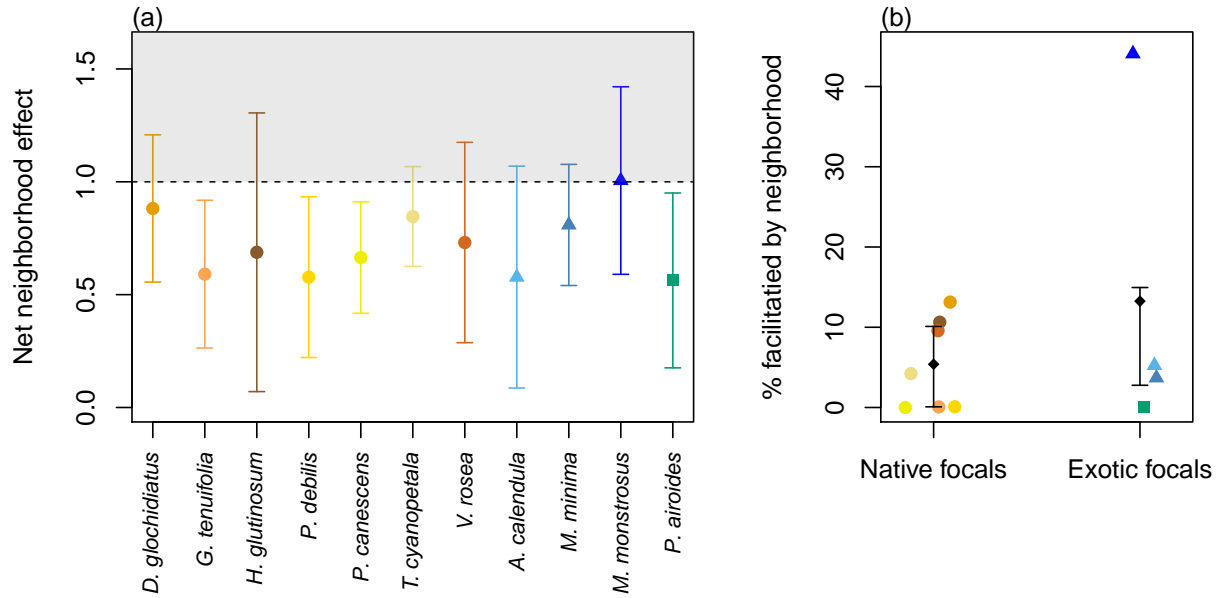 (a)
Net neighborhood effect
1.5
1.0
0.5
0.0
D. glochidiatus
G. tenuifolia
H. glutinosum
P. debilis
P. canescens
T. cyanopetala
V. rosea
A. calendula
M. minima
M. monstrosus
P. airoides
(b)
% facilitatied by neighborhood
40
30
20
10
0
Native focals
Exotic focals